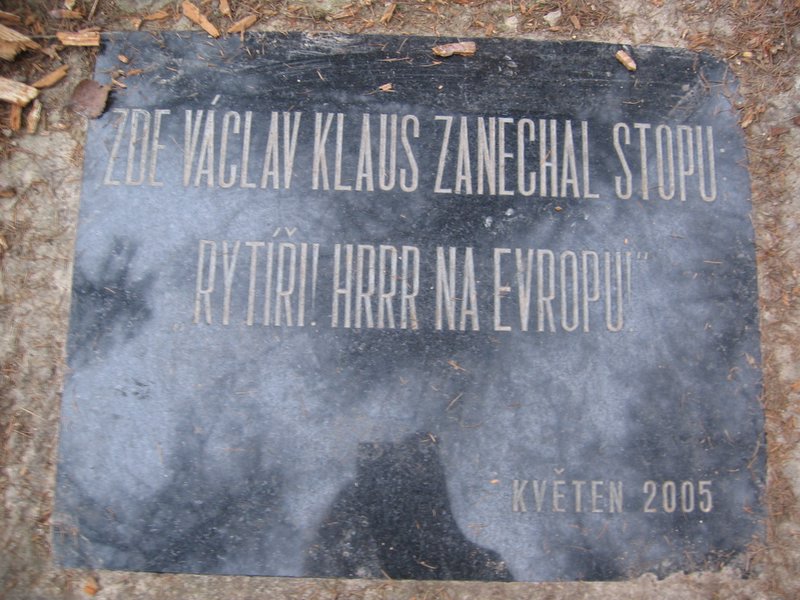 ZDE VÁCLAV KLAUS ZANECHAL STOPU
„RYTÍŘI! HRRR NA EVROPU!“
KVĚTEN 2005